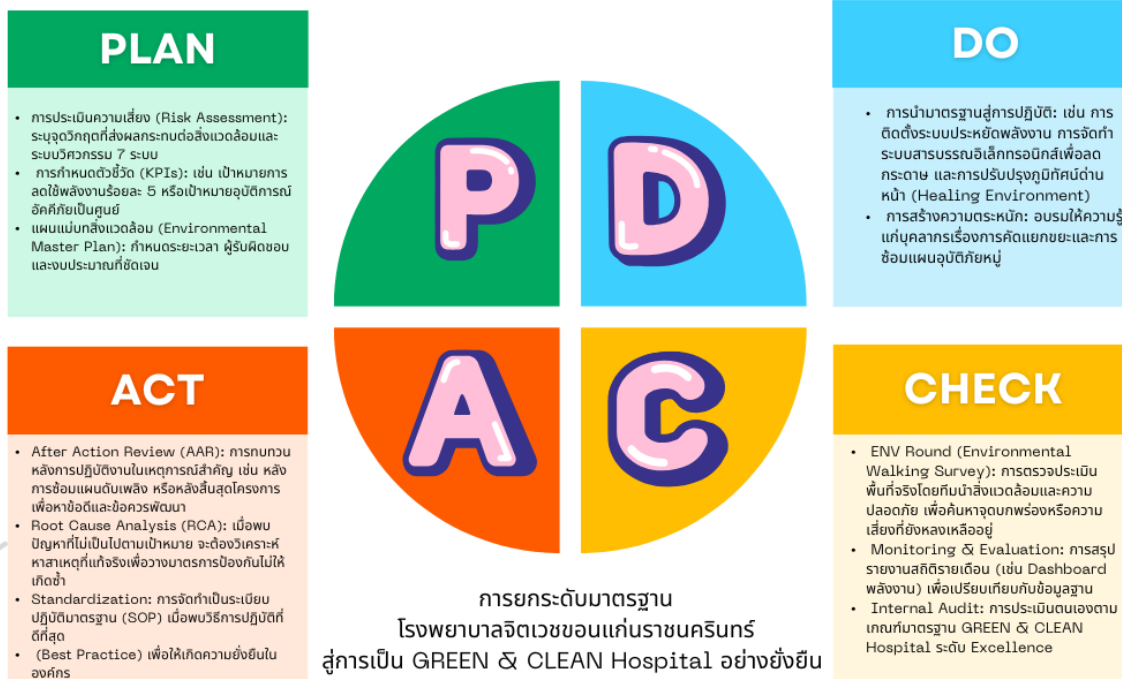 PLAN
• การประเมินความเสี่ยง (Risk Assessment):
ระบุจุดวิกฤตที่ส่งผลกระทบต่อสิ่งแวดล้อมและ
ระบบวิศวกรรม 7 ระบบ
• การกำหนดตัวชี้วัด (KPIs): เช่น เป้าหมายการ
ลดใช้พลังงานร้อยละ 5 หรือเป้าหมายอุบัติการณ์
อัคคีภัยเป็นศูนย์
• แผนแม่บทสิ่งแวดล้อม (Environmental
Master Plan): กำหนดระยะเวลา ผู้รับผิดชอบ
และงบประมาณที่ชัดเจน
DO
• การนำมาตรฐานสู่การปฏิบัติ: เช่น การ
ติดตั้งระบบประหยัดพลังงาน การจัดทำ
ระบบสารบรรณอิเล็กทรอนิกส์เพื่อลด
กระดาษ และการปรับปรุงภูมิทัศน์ด่าน
หน้า (Healing Environment)
• การสร้างความตระหนัก: อบรมให้ความรู้
แก่บุคลากรเรื่องการคัดแยกขยะและการ
ซ้อมแผนอุบัติภัยหมู่
P
D
A
C
ACT
• After Action Review (AAR): การทบทวน
หลังการปฏิบัติงานในเหตุการณ์สำคัญ เช่น หลัง
การซ้อมแผนดับเพลิง หรือหลังสิ้นสุดโครงการ
เพื่อหาข้อดีและข้อควรพัฒนา
• Root Cause Analysis (RCA): เมื่อพบ
ปัญหาที่ไม่เป็นไปตามเป้าหมาย จะต้องวิเคราะห์
หาสาเหตุที่แท้จริงเพื่อวางมาตรการป้องกันไม่ให้
เกิดซ้ำ
• Standardization: การจัดทำเป็นระเบียบ
ปฏิบัติมาตรฐาน (SOP) เมื่อพบวิธีการปฏิบัติที่
ดีที่สุด
• (Best Practice) เพื่อให้เกิดความยั่งยืนใน
องค์กร
CHECK
• ENV Round (Environmental
Walking Survey): การตรวจประเมิน
พื้นที่จริงโดยทีมนำสิ่งแวดล้อมและความ
ปลอดภัย เพื่อค้นหาจุดบกพร่องหรือความ
เสี่ยงที่ยังหลงเหลืออยู่
• Monitoring & Evaluation: การสรุป
รายงานสถิติรายเดือน (เช่น Dashboard
พลังงาน) เพื่อเปรียบเทียบกับข้อมูลฐาน
• Internal Audit: การประเมินตนเองตาม
เกณฑ์มาตรฐาน GREEN & CLEAN
Hospital ระดับ Excellence
การยกระดับมาตรฐาน
โรงพยาบาลจิตเวชขอนแก่นราชนครินทร์
สู่การเป็น GREEN & CLEAN Hospital อย่างยั่งยืน